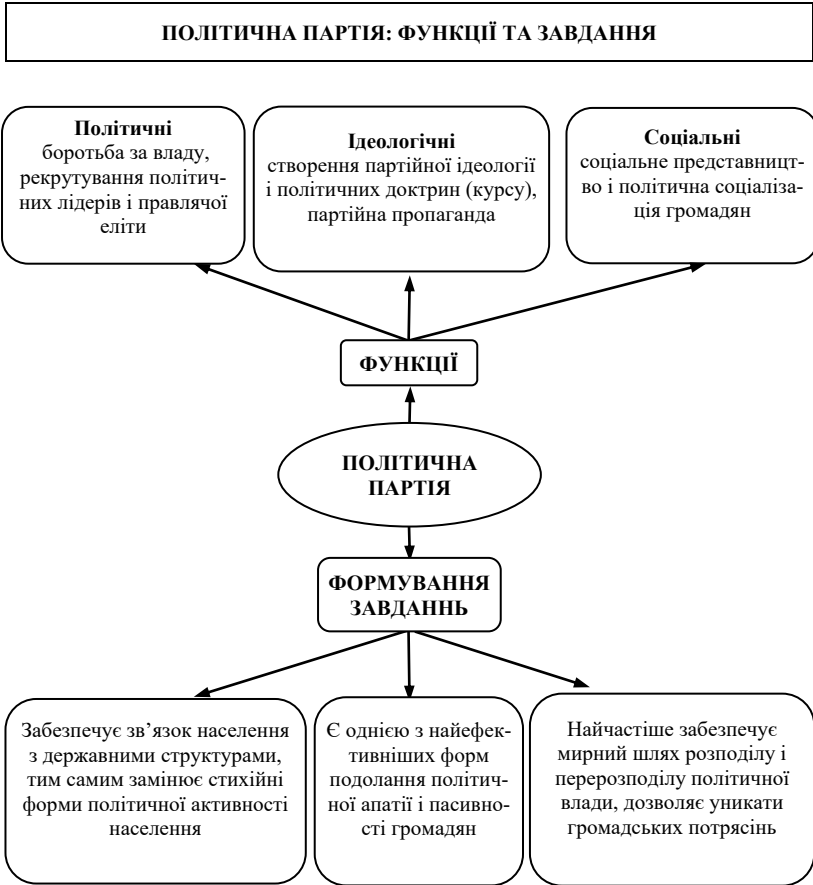 ПОЛІТИЧНА ПАРТІЯ: ФУНКЦІЇ ТА ЗАВДАННЯ
Політичні
боротьба за владу,
рекрутування політич-
них лідерів і правлячої
еліти
Ідеологічні
створення партійної ідеології
і політичних доктрин (курсу),
партійна пропаганда
Соціальні
соціальне представницт-
во і політична соціаліза-
ція громадян
ФУНКЦІЇ
ПОЛІТИЧНА
ПАРТІЯ
ФОРМУВАННЯ
ЗАВДАННЬ
Забезпечує зв’язок населення
з державними структурами,
тим самим замінює стихійні
форми політичної активності
населення
Є однією з найефек-
тивніших форм
подолання політич-
ної апатії і пасивно-
сті громадян
Найчастіше забезпечує
мирний шлях розподілу і
перерозподілу політичної
влади, дозволяє уникати
громадських потрясінь